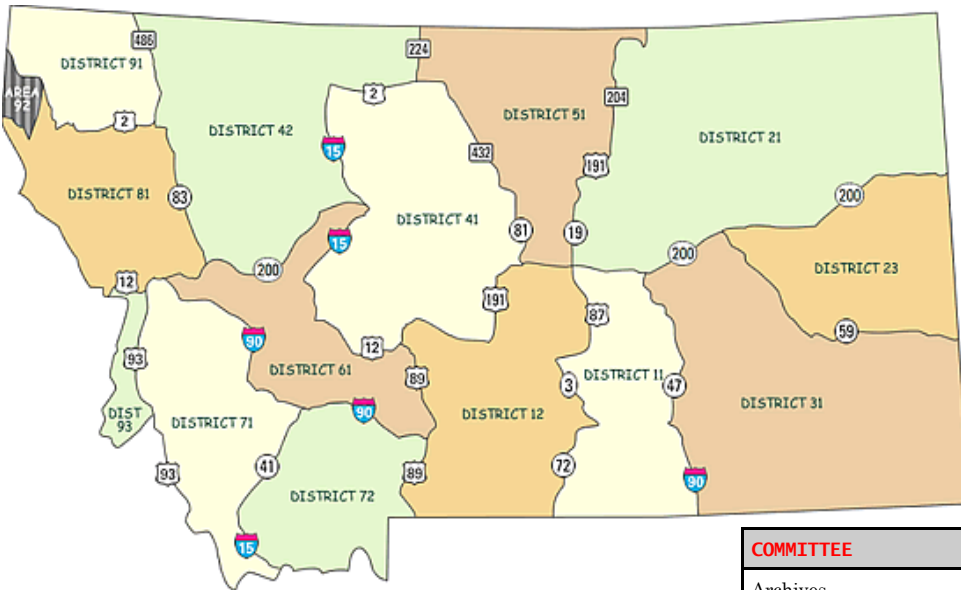 486
224
DISTRICT 91
AREA
92
2
DISTRICT 42
2
DISTRICT 51
204
DISTRICT 21
15
432
191
DISTRICT 81
83
200
DISTRICT 41
15
81
19
200
200
DISTRICT 23
12
191
87
59
90
12
93
DISTRICT 61
89
3
DISTRICT 11
47
DISTRICT 31
DIST
93
DISTRICT 71
90
DISTRICT 12
93
41
DISTRICT 72
89
72
90
15
COMMITTEE
Archives